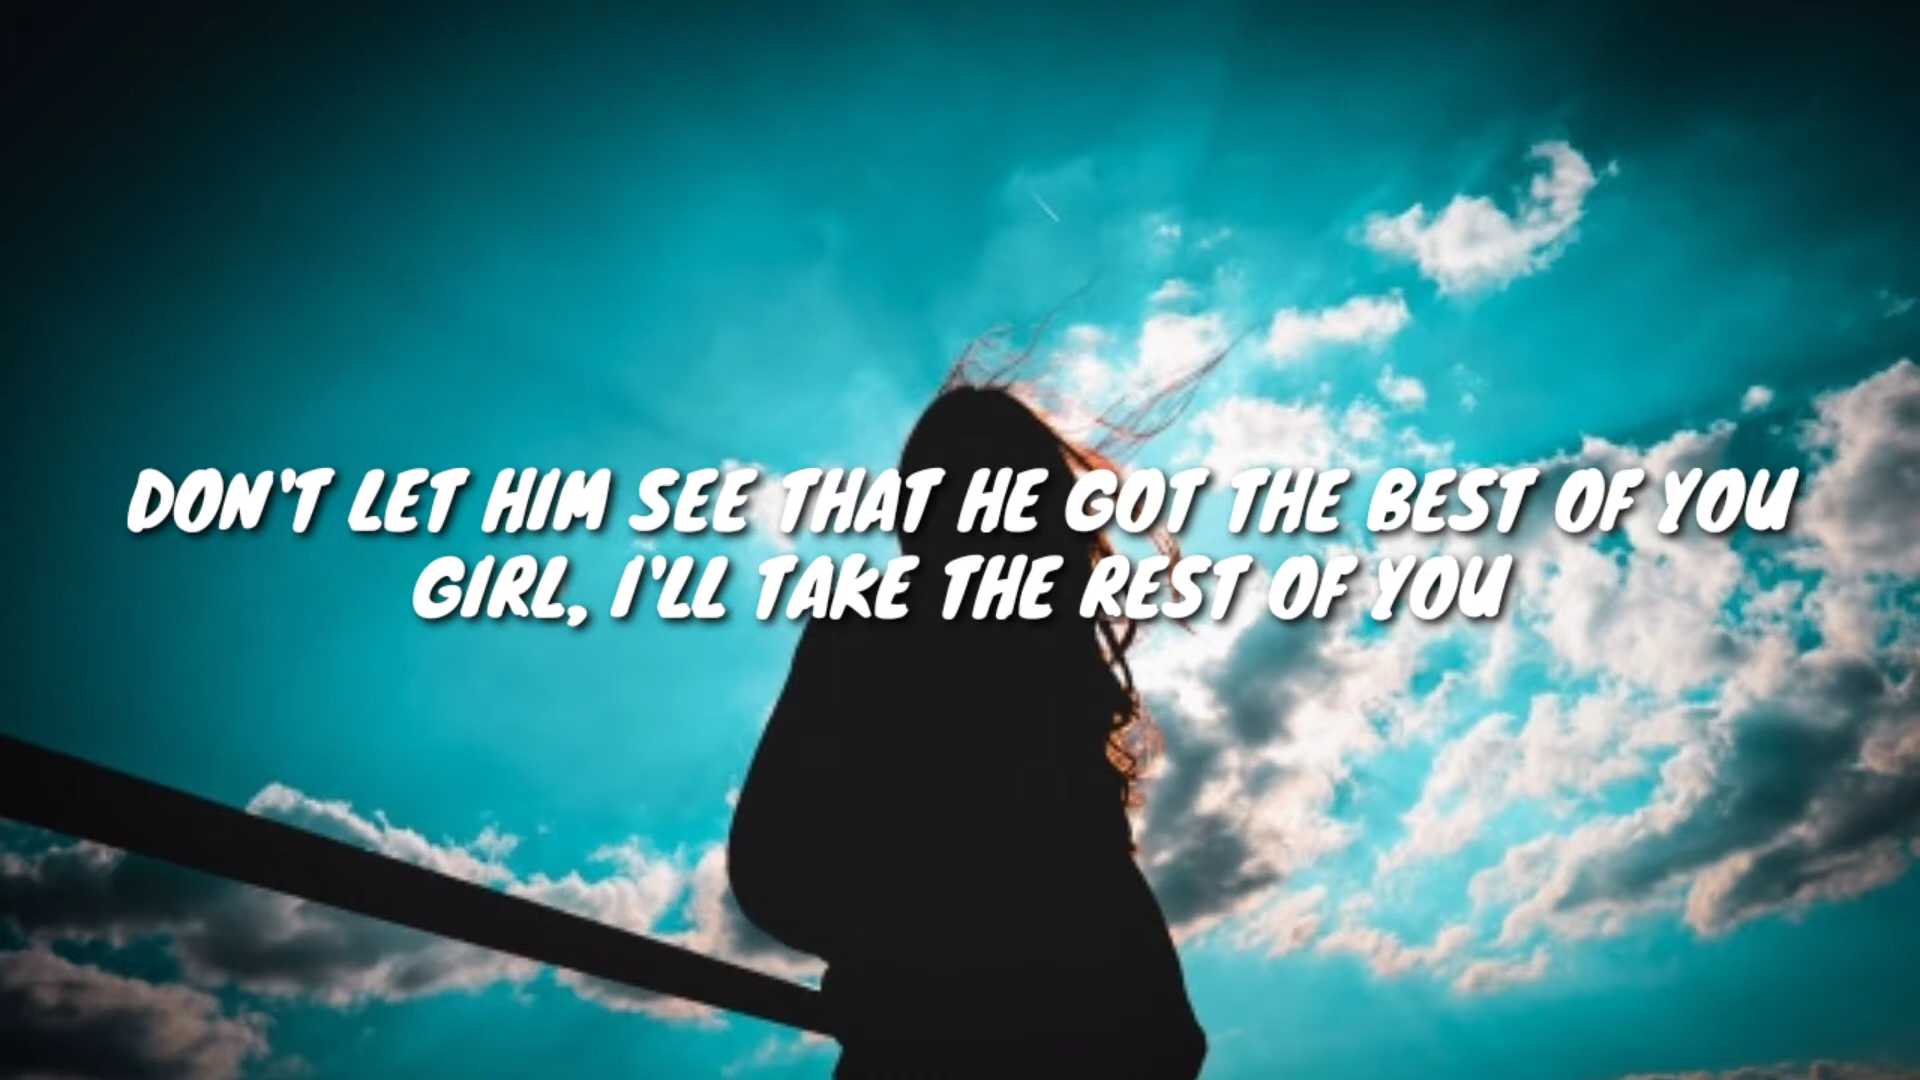 DON'T LET HIM SEE THAT HE GOT THE BEST OF YOU
GIRL, I'LL TAKE THE REST OF YOU